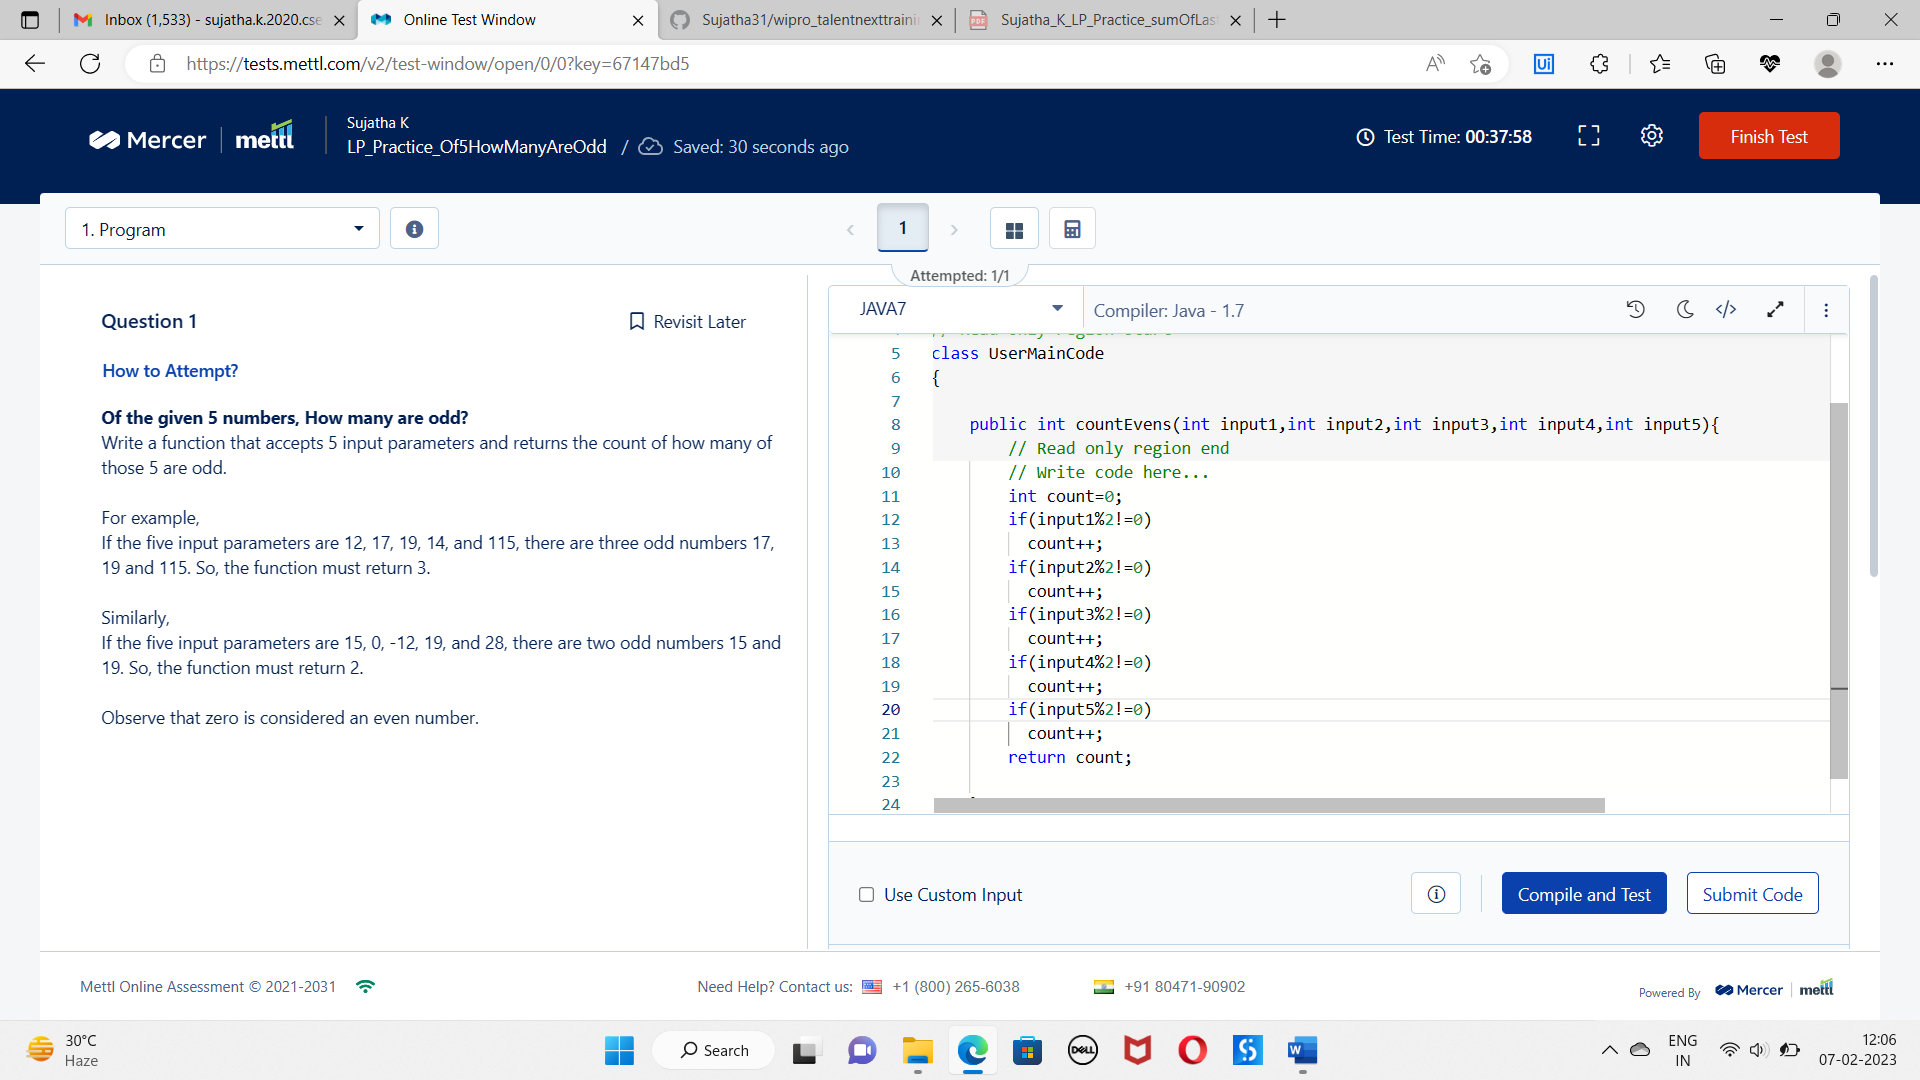 Inbox (1,533) - sujatha.k.2020.cse
Online Test Window
Sujatha31/wipro_talentnexttraini
Sujatha_K_LP_Practice_sumOfLas
https://tests.mettl.com/v2/test-window/open/0/0?key=67147bd5
Mercer
mettl
Sujatha K
LP_Practice_Of5HowManyAreOdd / Saved: 30 seconds ago
Test Time: 00:37:58
Finish Test
1. Program
1
Attempted: 1/1
Question 1
Revisit Later
How to Attempt?
Of the given 5 numbers, How many are odd?
Write a function that accepts 5 input parameters and returns the count of how many of
those 5 are odd.
For example,
If the five input parameters are 12, 17, 19, 14, and 115, there are three odd numbers 17,
19 and 115. So, the function must return 3.
Similarly,
If the five input parameters are 15, 0, -12, 19, and 28, there are two odd numbers 15 and
19. So, the function must return 2.
Observe that zero is considered an even number.
JAVA7
Compiler: Java - 1.7
5 class UserMainCode
6 {
7
8 public int countEvens(int input1,int input2,int input3,int input4,int input5){
9 // Read only region end
10 // Write code here...
11 int count=0;
12 if(input1%2!=0)
13 count++;
14 if(input2%2!=0)
15 count++;
16 if(input3%2!=0)
17 count++;
18 if(input4%2!=0)
19 count++;
20 if(input5%2!=0)
21 count++;
22 return count;
23
24
Use Custom Input
Compile and Test
Submit Code
Mettl Online Assessment © 2021-2031
Need Help? Contact us: +1 (800) 265-6038
+91 80471-90902
Powered By Mercer mettl
30°C
Haze
Search
DELL
ENG
IN
12:06
07-02-2023